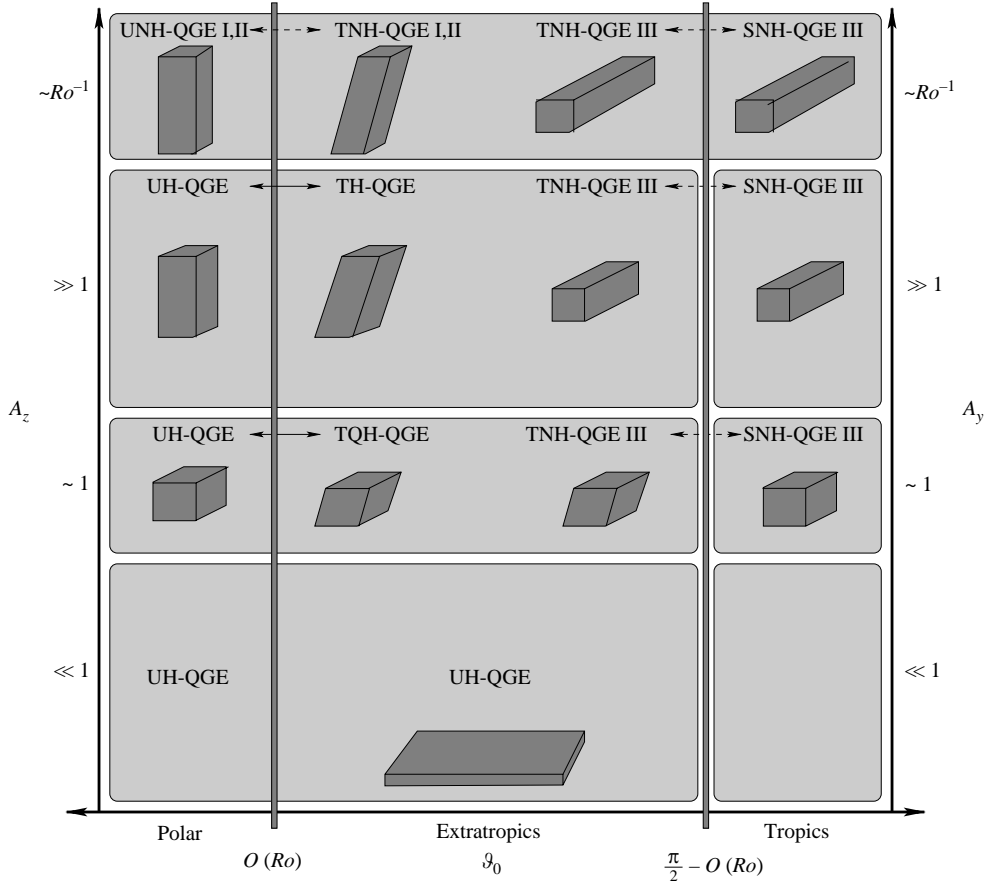 UNH-QGE I,II TNH-QGE I,II TNH-QGE III SNH-QGE III
~Ro⁻¹ ~Ro⁻¹
UH-QGE TH-QGE TNH-QGE III SNH-QGE III
≫ 1 ≫ 1
A_z A_y
UH-QGE TQH-QGE TNH-QGE III SNH-QGE III
~ 1 ~ 1
≪ 1 UH-QGE UH-QGE ≪ 1
Polar Extratropics Tropics
O (Ro) ϑ₀ π/2 – O (Ro)